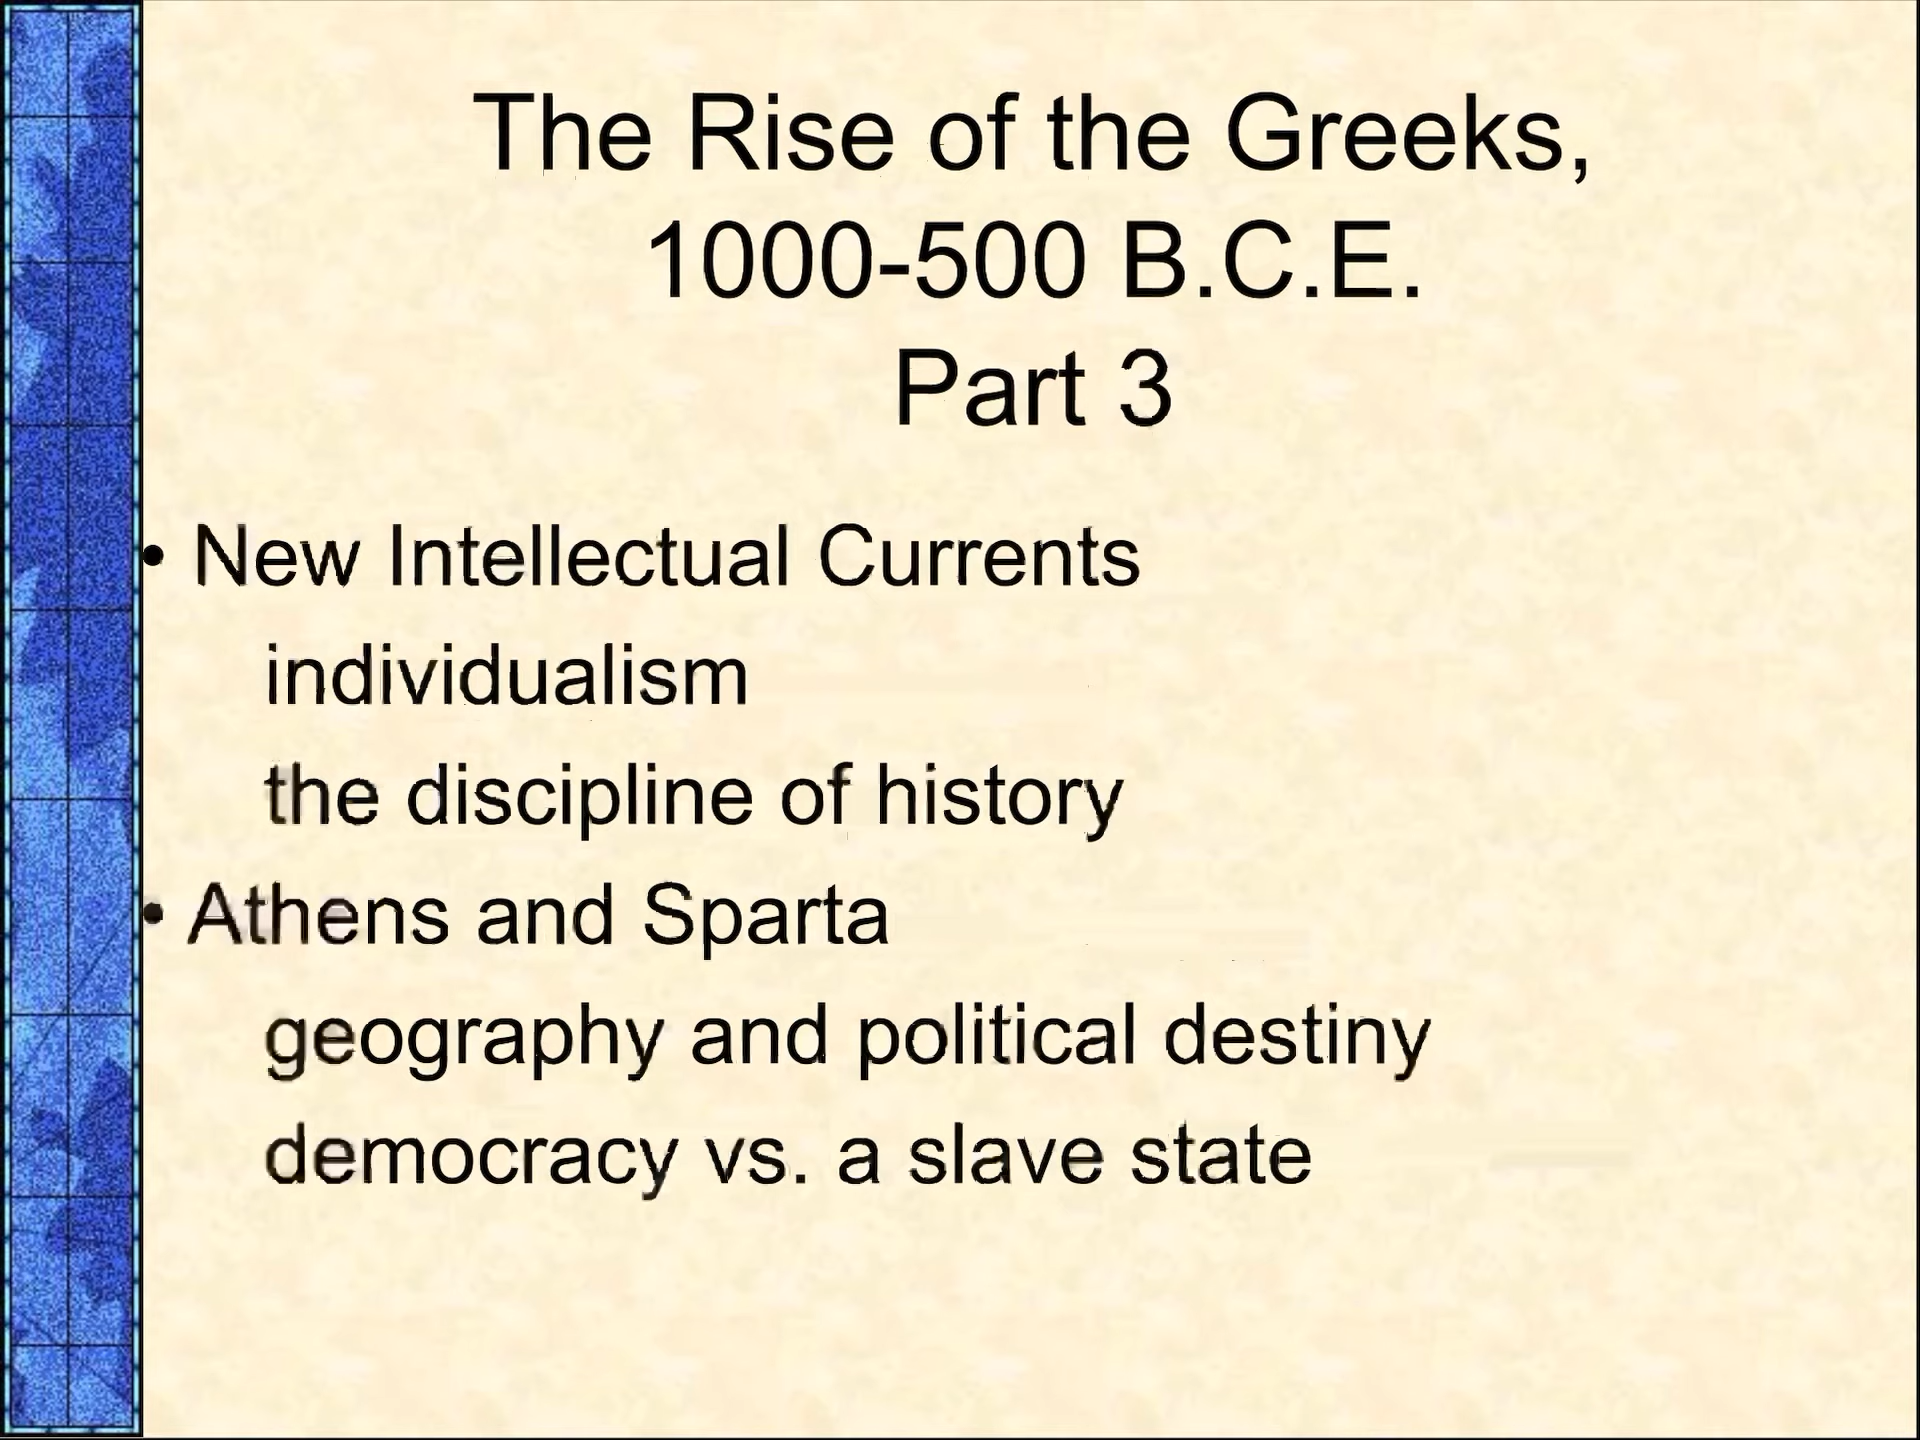 The Rise of the Greeks,
1000-500 B.C.E.
Part 3
• New Intellectual Currents
individualism
the discipline of history
• Athens and Sparta
geography and political destiny
democracy vs. a slave state